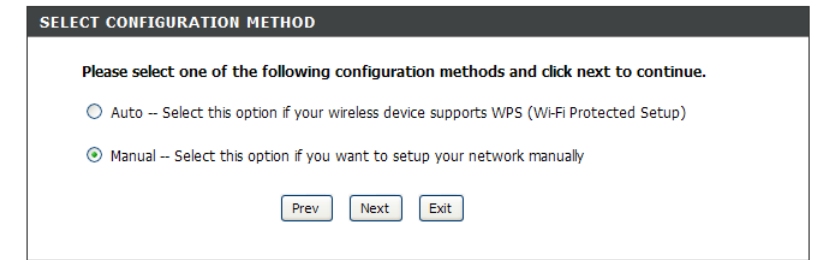 SELECT CONFIGURATION METHOD
Please select one of the following configuration methods and click next to continue.
Auto -- Select this option if your wireless device supports WPS (Wi-Fi Protected Setup)
Manual -- Select this option if you want to setup your network manually
Prev Next Exit